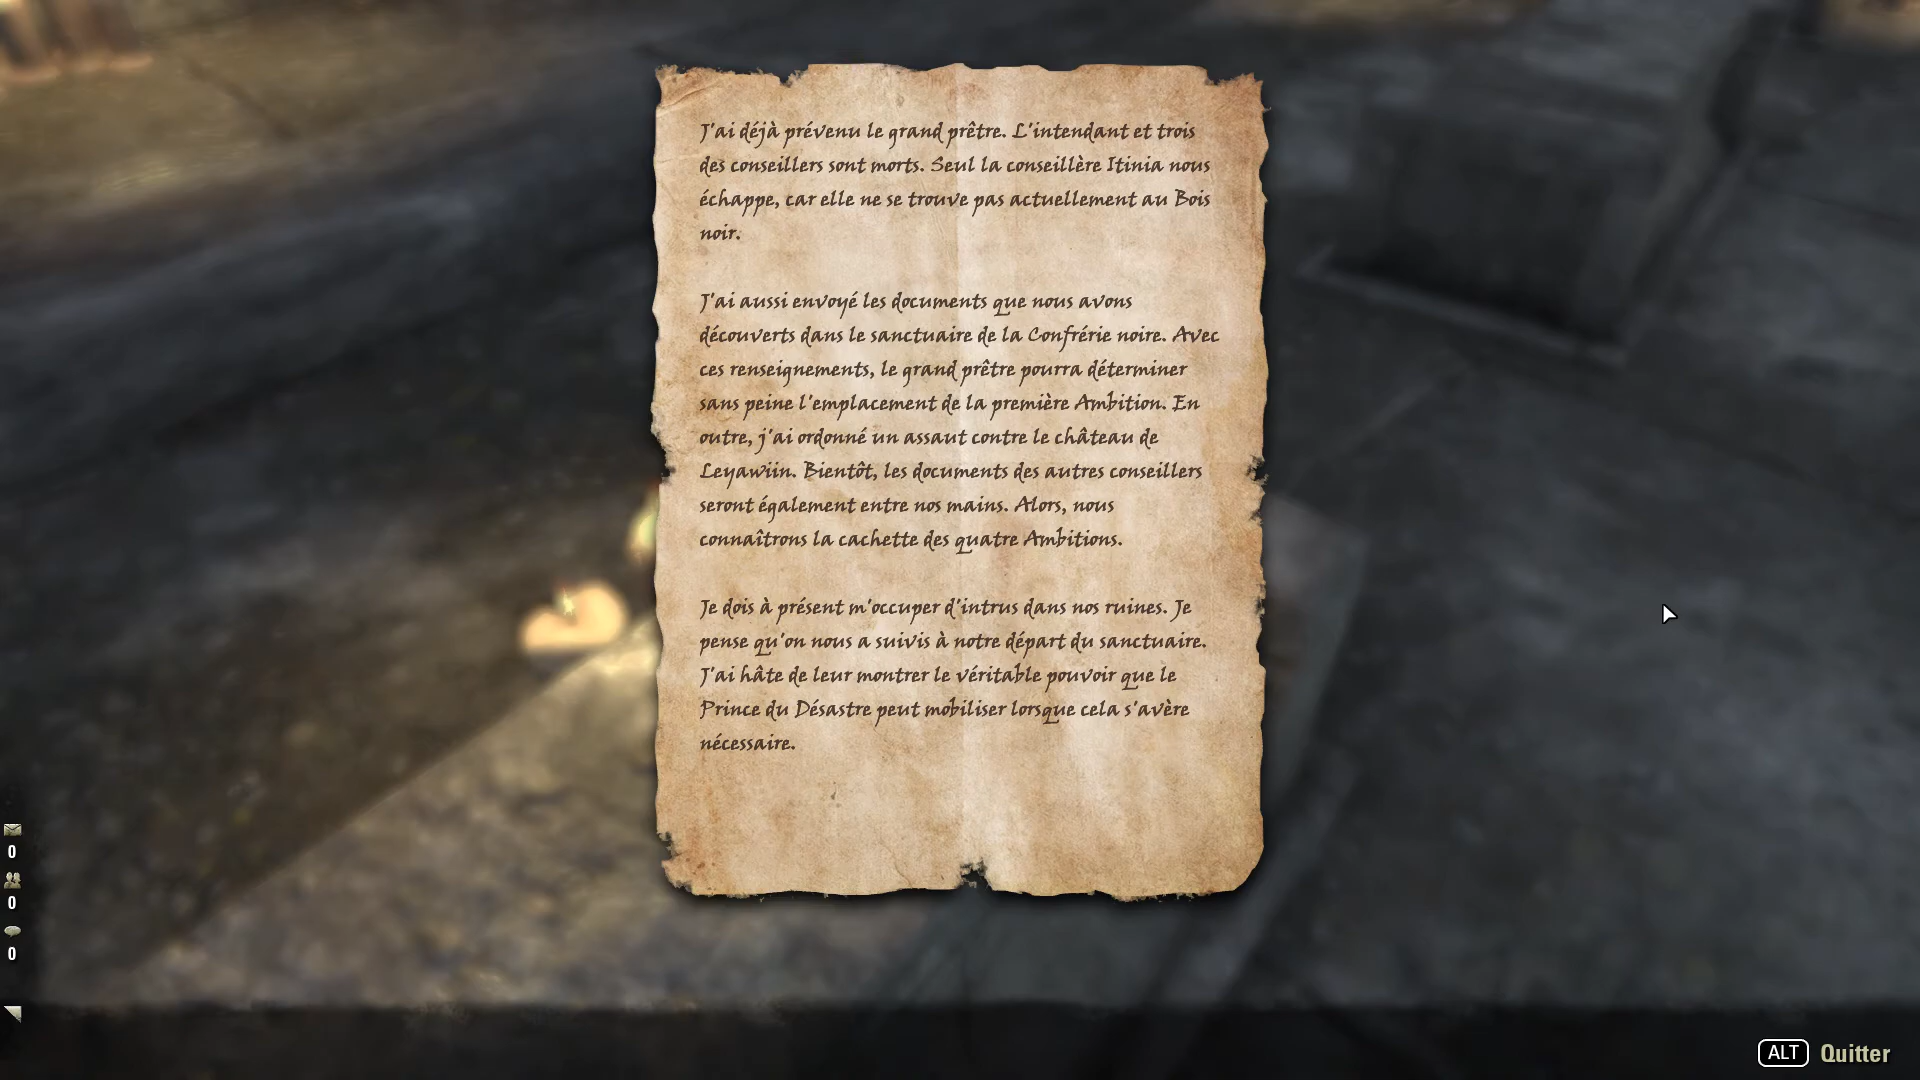 J'ai déjà prévenu le grand prêtre. L'intendant et trois
des conseillers sont morts. Seul la conseillère Itinia nous
échappe, car elle ne se trouve pas actuellement au Bois
noir.
J'ai aussi envoyé les documents que nous avons
découverts dans le sanctuaire de la Confrérie noire. Avec
ces renseignements, le grand prêtre pourra déterminer
sans peine l'emplacement de la première Ambition. En
outre, j'ai ordonné un assaut contre le château de
Leyawiin. Bientôt, les documents des autres conseillers
seront également entre nos mains. Alors, nous
connaîtrons la cachette des quatre Ambitions.
Je dois à présent m'occuper d'intrus dans nos ruines. Je
pense qu'on nous a suivis à notre départ du sanctuaire.
J'ai hâte de leur montrer le véritable pouvoir que le
Prince du Désastre peut mobiliser lorsque cela s'avère
nécessaire.
0
0
0
ALT Quitter